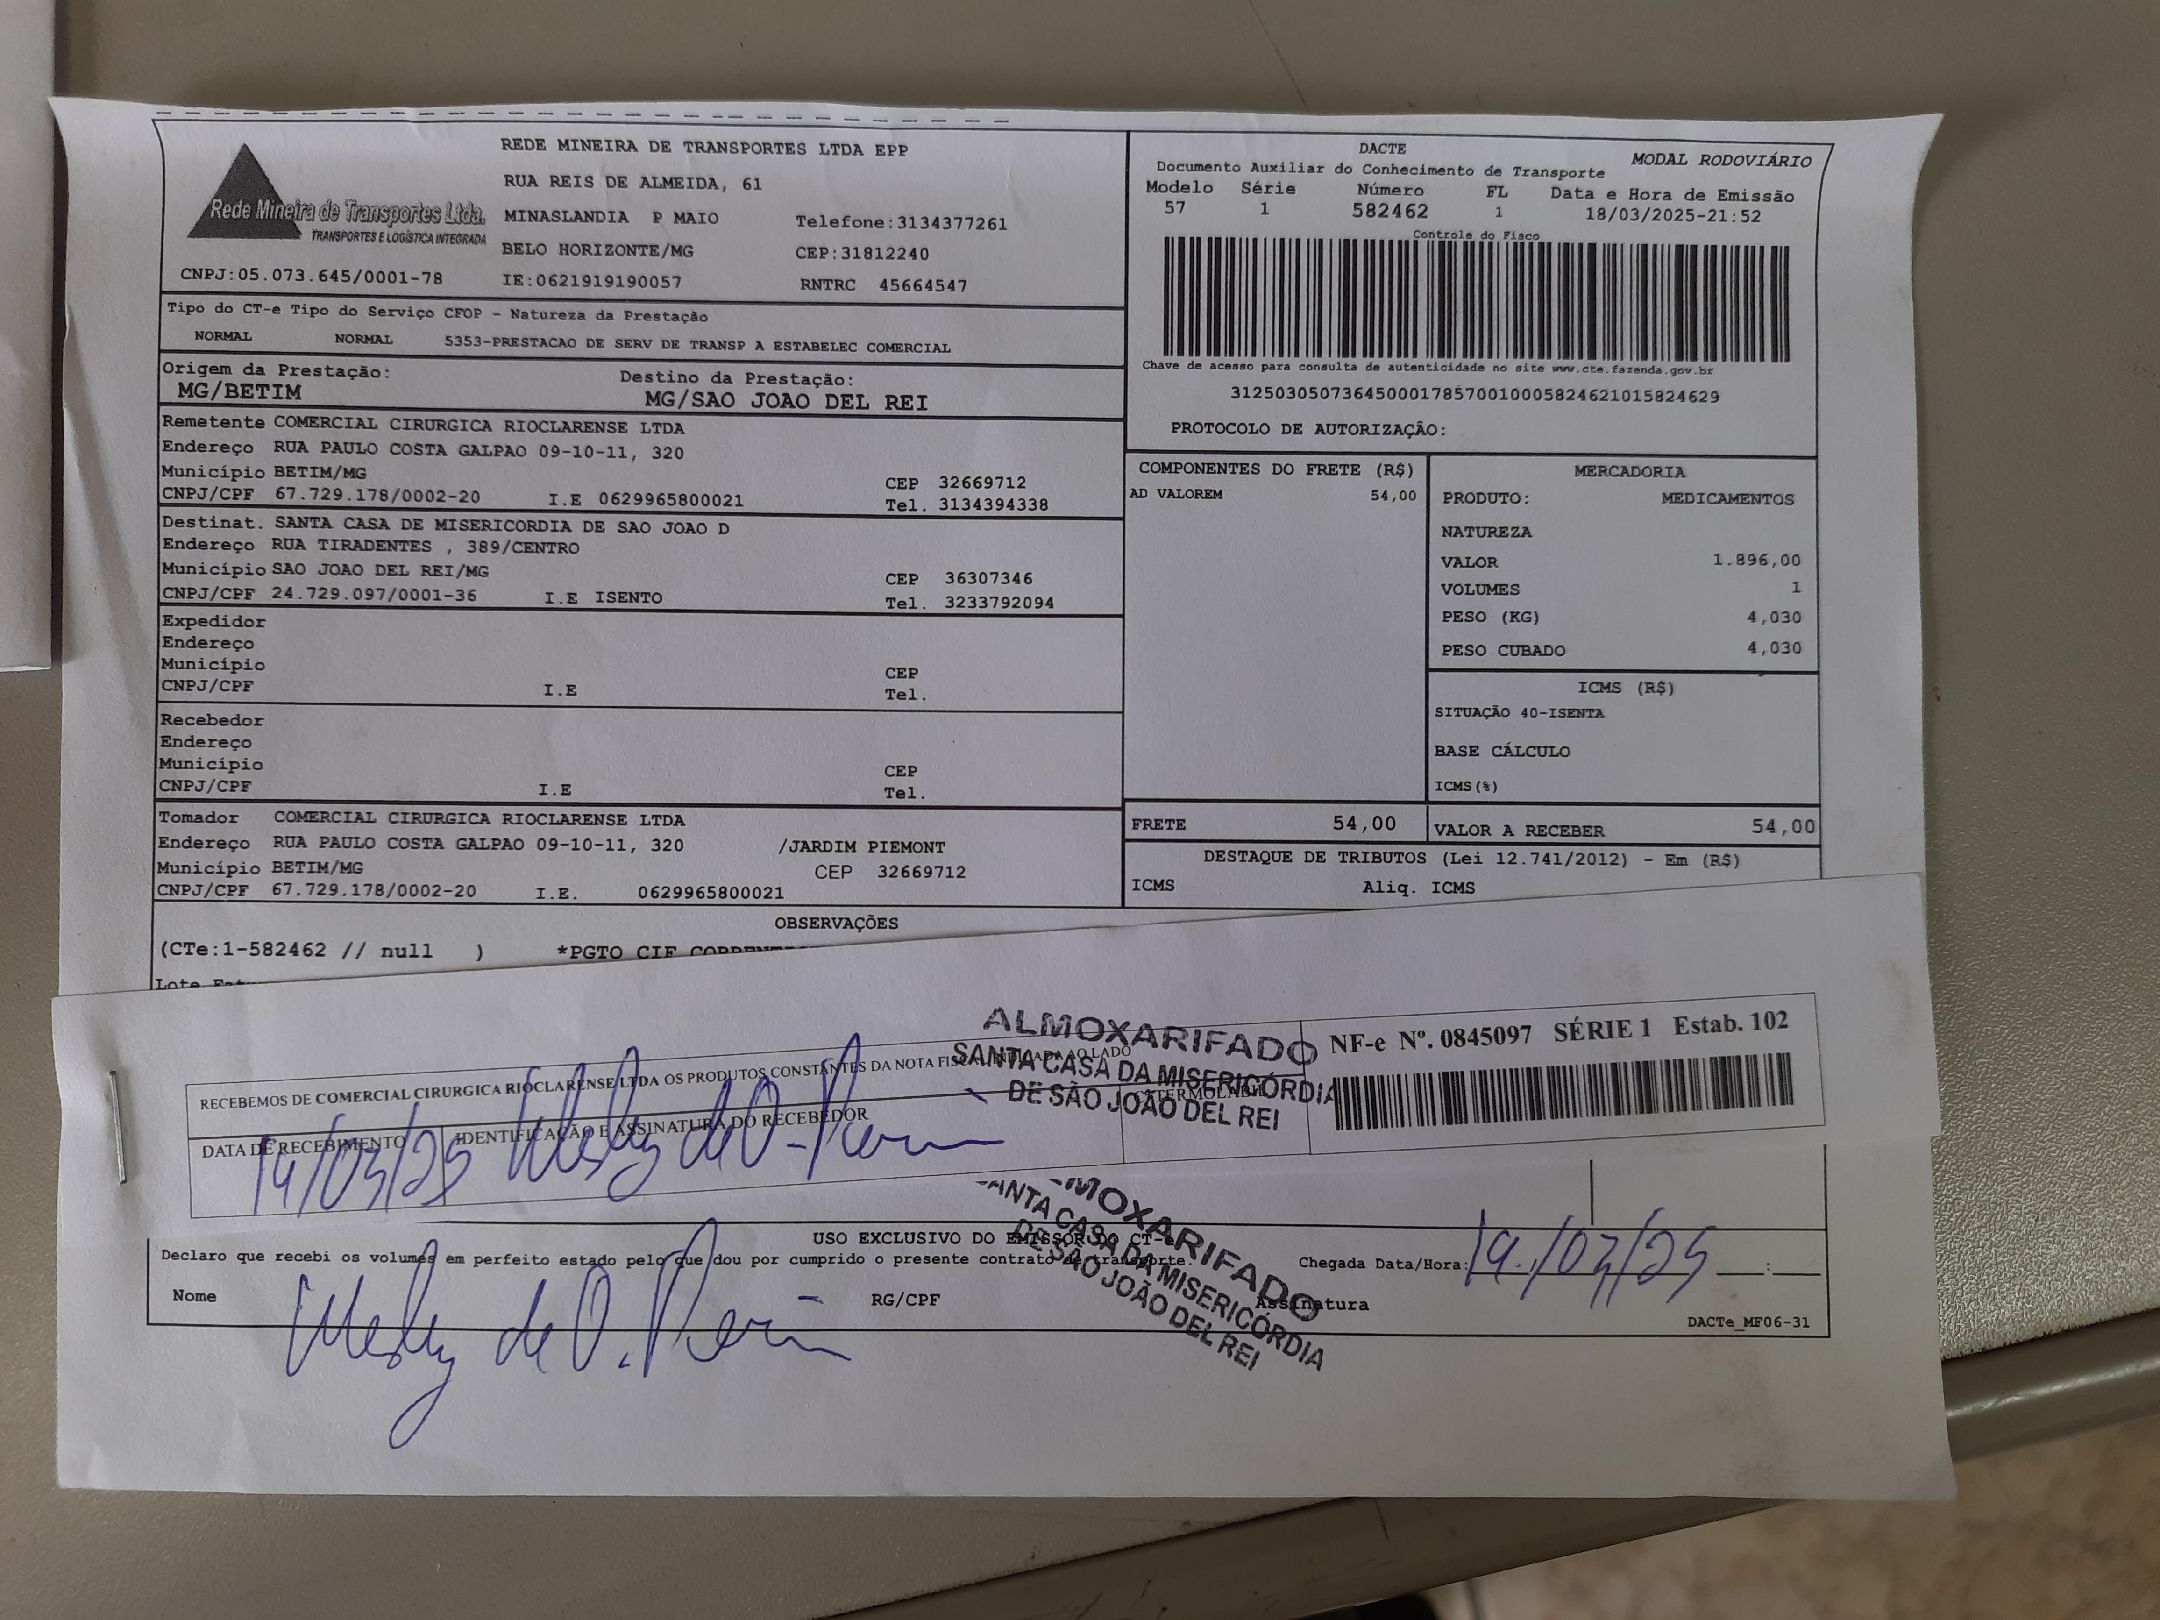 Rede Mineira de Transportes Ltda.
TRANSPORTES E LOGÍSTICA INTEGRADA
CNPJ:05.073.645/0001-78
REDE MINEIRA DE TRANSPORTES LTDA EPP
RUA REIS DE ALMEIDA, 61
MINASLANDIA P MAIO Telefone:3134377261
BELO HORIZONTE/MG CEP:31812240
IE:0621919190057 RNTRC 45664547
DACTE
MODAL RODOVIÁRIO
Documento Auxiliar do Conhecimento de Transporte
Modelo Série Número FL Data e Hora de Emissão
57 1 582462 1 18/03/2025-21:52
Controle do Fisco
Chave de acesso para consulta de autenticidade no site www.cte.fazenda.gov.br
31250305073645000178570010005824621015824629
PROTOCOLO DE AUTORIZAÇÂO:
Tipo do CT-e Tipo do Serviço CFOP - Natureza da Prestação
NORMAL NORMAL 5353-PRESTACAO DE SERV DE TRANSP A ESTABELEC COMERCIAL
Origem da Prestação: Destino da Prestação:
MG/BETIM MG/SAO JOAO DEL REI
Remetente COMERCIAL CIRURGICA RIOCLARENSE LTDA
Endereço RUA PAULO COSTA GALPAO 09-10-11, 320
Município BETIM/MG CEP 32669712
CNPJ/CPF 67.729.178/0002-20 I.E 0629965800021 Tel. 3134394338
Destinat. SANTA CASA DE MISERICORDIA DE SAO JOAO D
Endereço RUA TIRADENTES , 389/CENTRO
Município SAO JOAO DEL REI/MG CEP 36307346
CNPJ/CPF 24.729.097/0001-36 I.E ISENTO Tel. 3233792094
Expedidor
Endereço
Município CEP
CNPJ/CPF I.E Tel.
Recebedor
Endereço
Município CEP
CNPJ/CPF I.E Tel.
Tomador COMERCIAL CIRURGICA RIOCLARENSE LTDA
Endereço RUA PAULO COSTA GALPAO 09-10-11, 320 /JARDIM PIEMONT
Município BETIM/MG CEP 32669712
CNPJ/CPF 67.729.178/0002-20 I.E. 0629965800021
COMPONENTES DO FRETE (R$)
AD VALOREM 54,00
MERCADORIA
PRODUTO: MEDICAMENTOS
NATUREZA
VALOR 1.896,00
VOLUMES 1
PESO (KG) 4,030
PESO CUBADO 4,030
ICMS (R$)
SITUAÇÃO 40-ISENTA
BASE CÁLCULO
ICMS(%)
FRETE 54,00 VALOR A RECEBER 54,00
DESTAQUE DE TRIBUTOS (Lei 12.741/2012) - Em (R$)
ICMS Aliq. ICMS
OBSERVAÇÕES
(CTe:1-582462 // null ) *PGTO CIF
Lote
RECEBEMOS DE COMERCIAL CIRURGICA RIOCLARENSE LTDA OS PRODUTOS CONSTANTES DA NOTA FISCAL INDICADA AO LADO
DATA DE RECEBIMENTO IDENTIFICAÇÃO E ASSINATURA DO RECEBEDOR
ALMOXARIFADO
SANTA CASA DA MISERICÓRDIA
DE SÃO JOÃO DEL REI
NF-e Nº. 0845097 SÉRIE 1 Estab. 102
USO EXCLUSIVO DO EMISSOR DO CT-e
Declaro que recebi os volumes em perfeito estado pelo que dou por cumprido o presente contrato de transporte.
Chegada Data/Hora: 19/03/25
Nome RG/CPF Assinatura
SANTA CASA DA MISERICÓRDIA
DE SÃO JOÃO DEL REI
DACTe_MF06-31